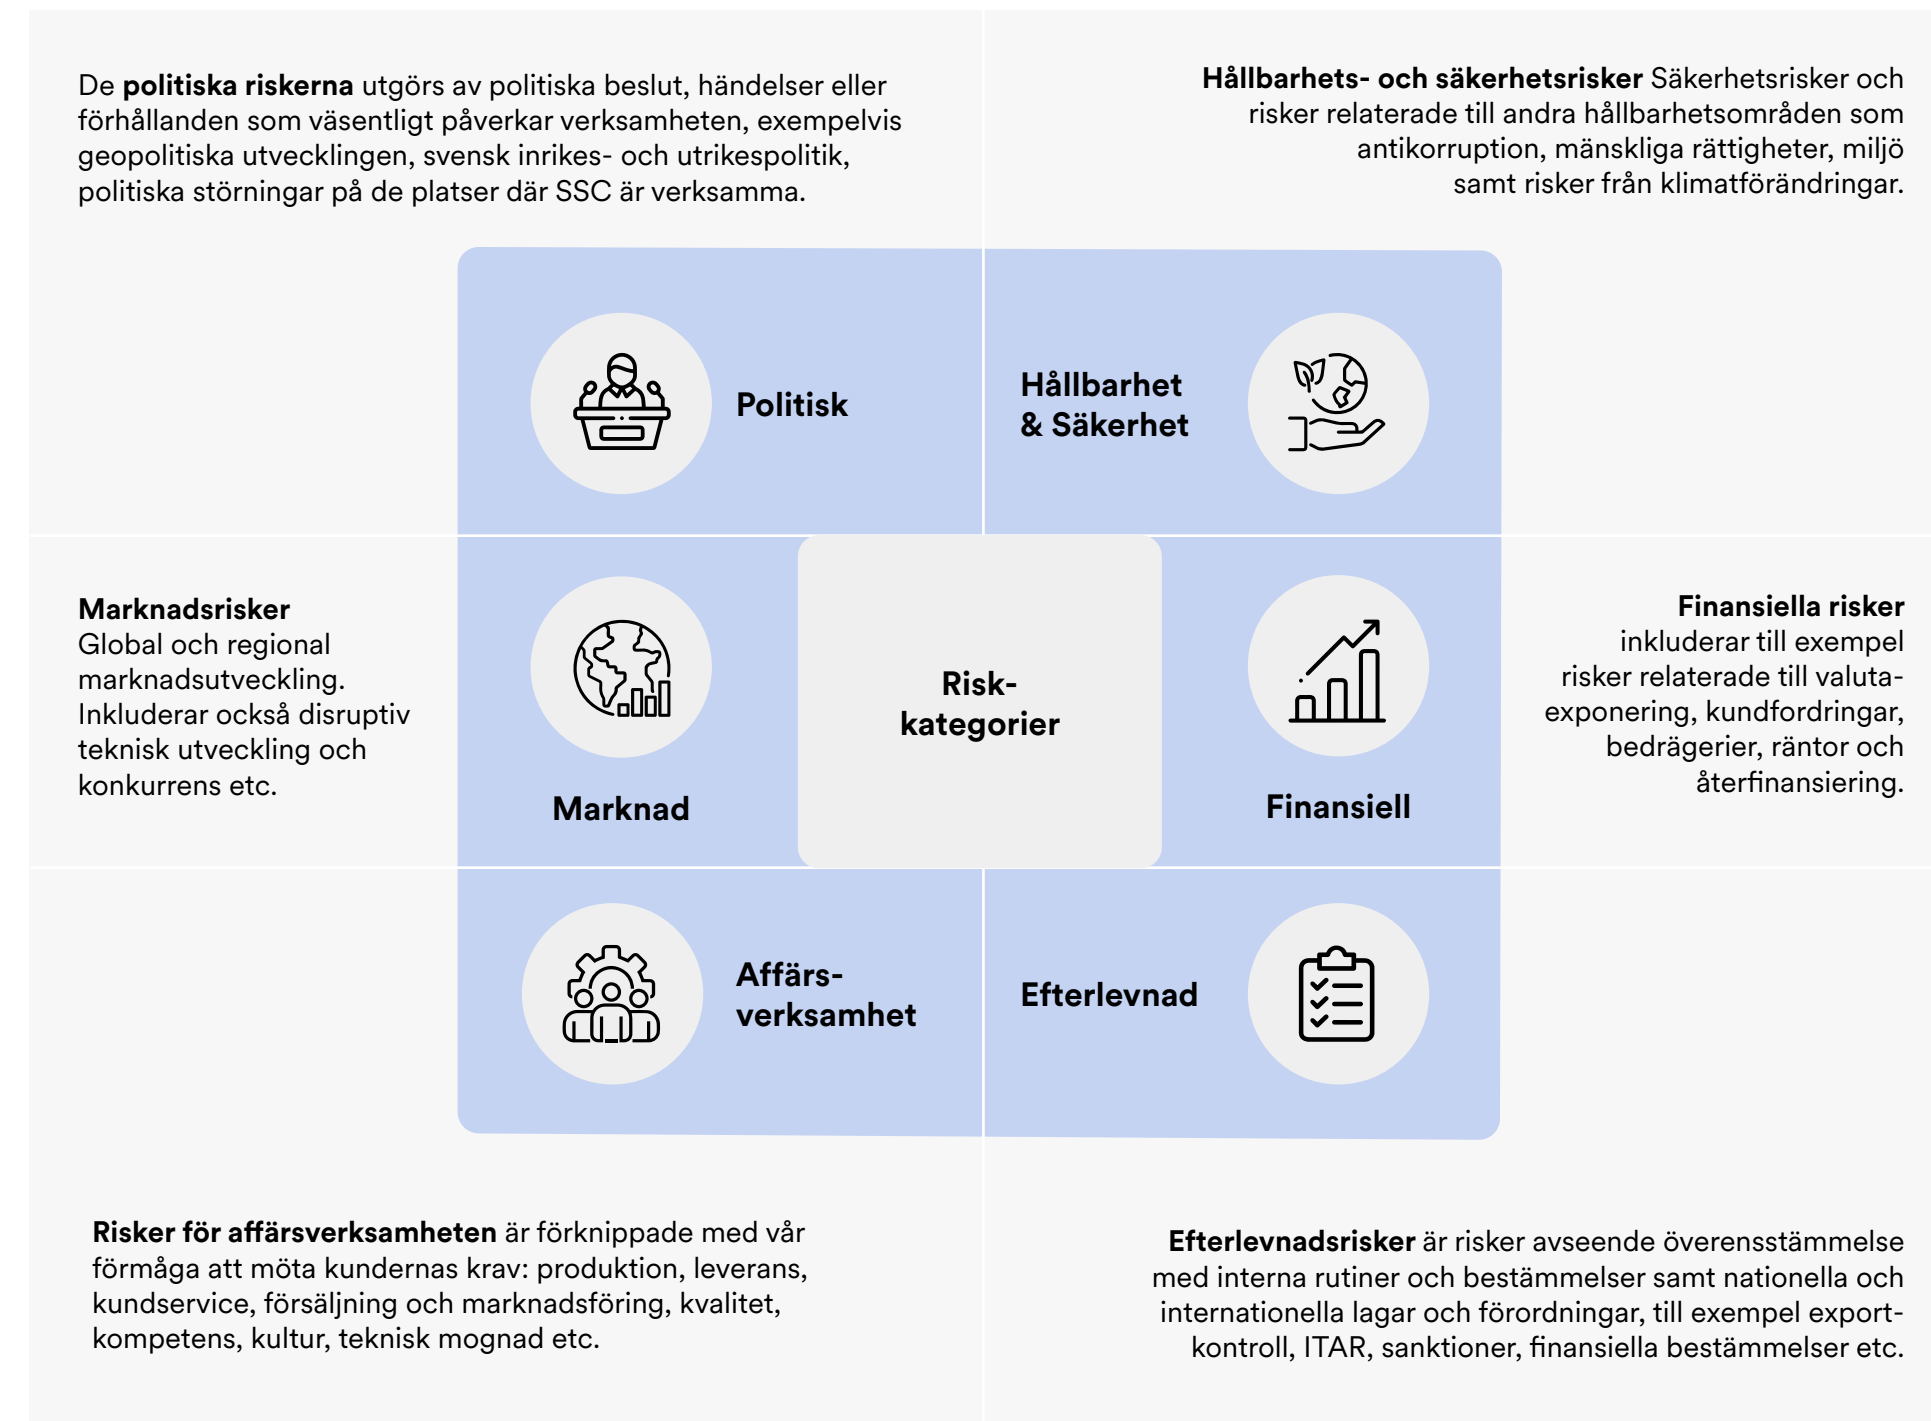 De politiska riskerna utgörs av politiska beslut, händelser eller
förhållanden som väsentligt påverkar verksamheten, exempelvis
geopolitiska utvecklingen, svensk inrikes- och utrikespolitik,
politiska störningar på de platser där SSC är verksamma.
Hållbarhets- och säkerhetsrisker Säkerhetsrisker och
risker relaterade till andra hållbarhetsområden som
antikorruption, mänskliga rättigheter, miljö
samt risker från klimatförändringar.
Politisk
Hållbarhet
& Säkerhet
Marknadsrisker
Global och regional
marknadsutveckling.
Inkluderar också disruptiv
teknisk utveckling och
konkurrens etc.
Marknad
Risk-
kategorier
Finansiell
Finansiella risker
inkluderar till exempel
risker relaterade till valuta-
exponering, kundfordringar,
bedrägerier, räntor och
återfinansiering.
Affärs-
verksamhet
Efterlevnad
Risker för affärsverksamheten är förknippade med vår
förmåga att möta kundernas krav: produktion, leverans,
kundservice, försäljning och marknadsföring, kvalitet,
kompetens, kultur, teknisk mognad etc.
Efterlevnadsrisker är risker avseende överensstämmelse
med interna rutiner och bestämmelser samt nationella och
internationella lagar och förordningar, till exempel export-
kontroll, ITAR, sanktioner, finansiella bestämmelser etc.